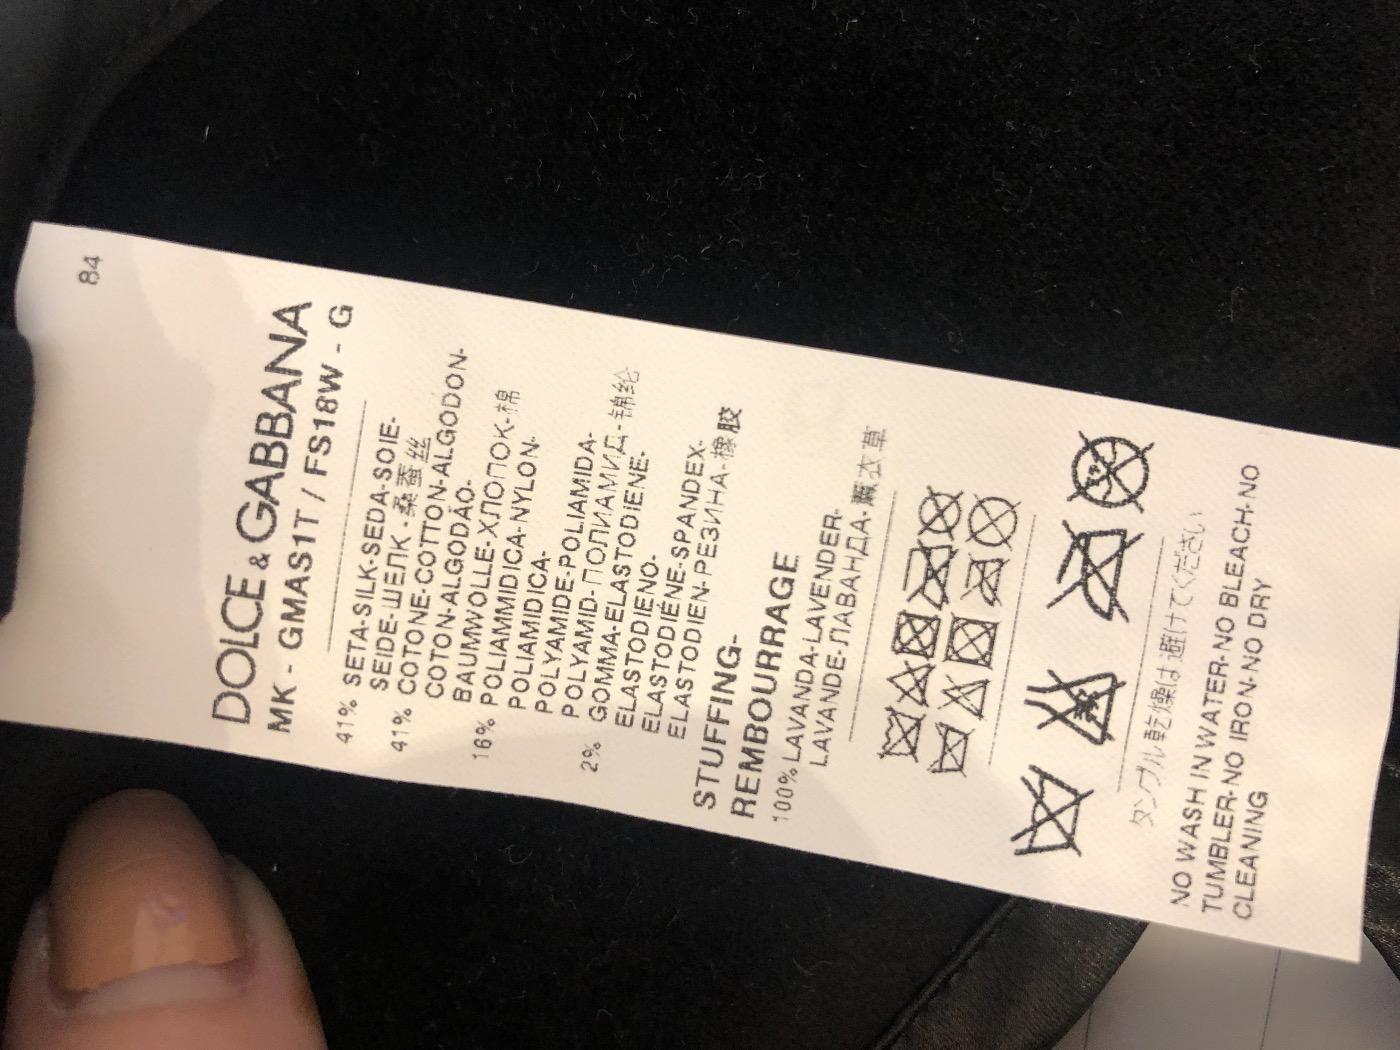 84
DOLCE & GABBANA
MK - GMAS1T / FS18W - G
41% SETA-SILK-SEDA-SOIE-
SEIDE-ШЕЛК-桑蚕丝
41% COTONE-COTTON-ALGODON-
COTON-ALGODÃO-
BAUMWOLLE-ХЛОПОК-棉
16% POLIAMMIDICA-NYLON-
POLIAMIDICA-
POLYAMIDE-POLIAMIDA-
POLYAMID-ПОЛИАМИД-锦纶
2% GOMMA-ELASTODIENE-
ELASTODIENO-
ELASTODIÉNE-SPANDEX-
ELASTODIEN-РЕЗИНА-橡胶
STUFFING-
REMBOURRAGE
100% LAVANDA-LAVENDER-
LAVANDE-ЛАВАНДА-薰衣草
タンブル乾燥は避けてください
NO WASH IN WATER-NO BLEACH-NO
TUMBLER-NO IRON-NO DRY
CLEANING